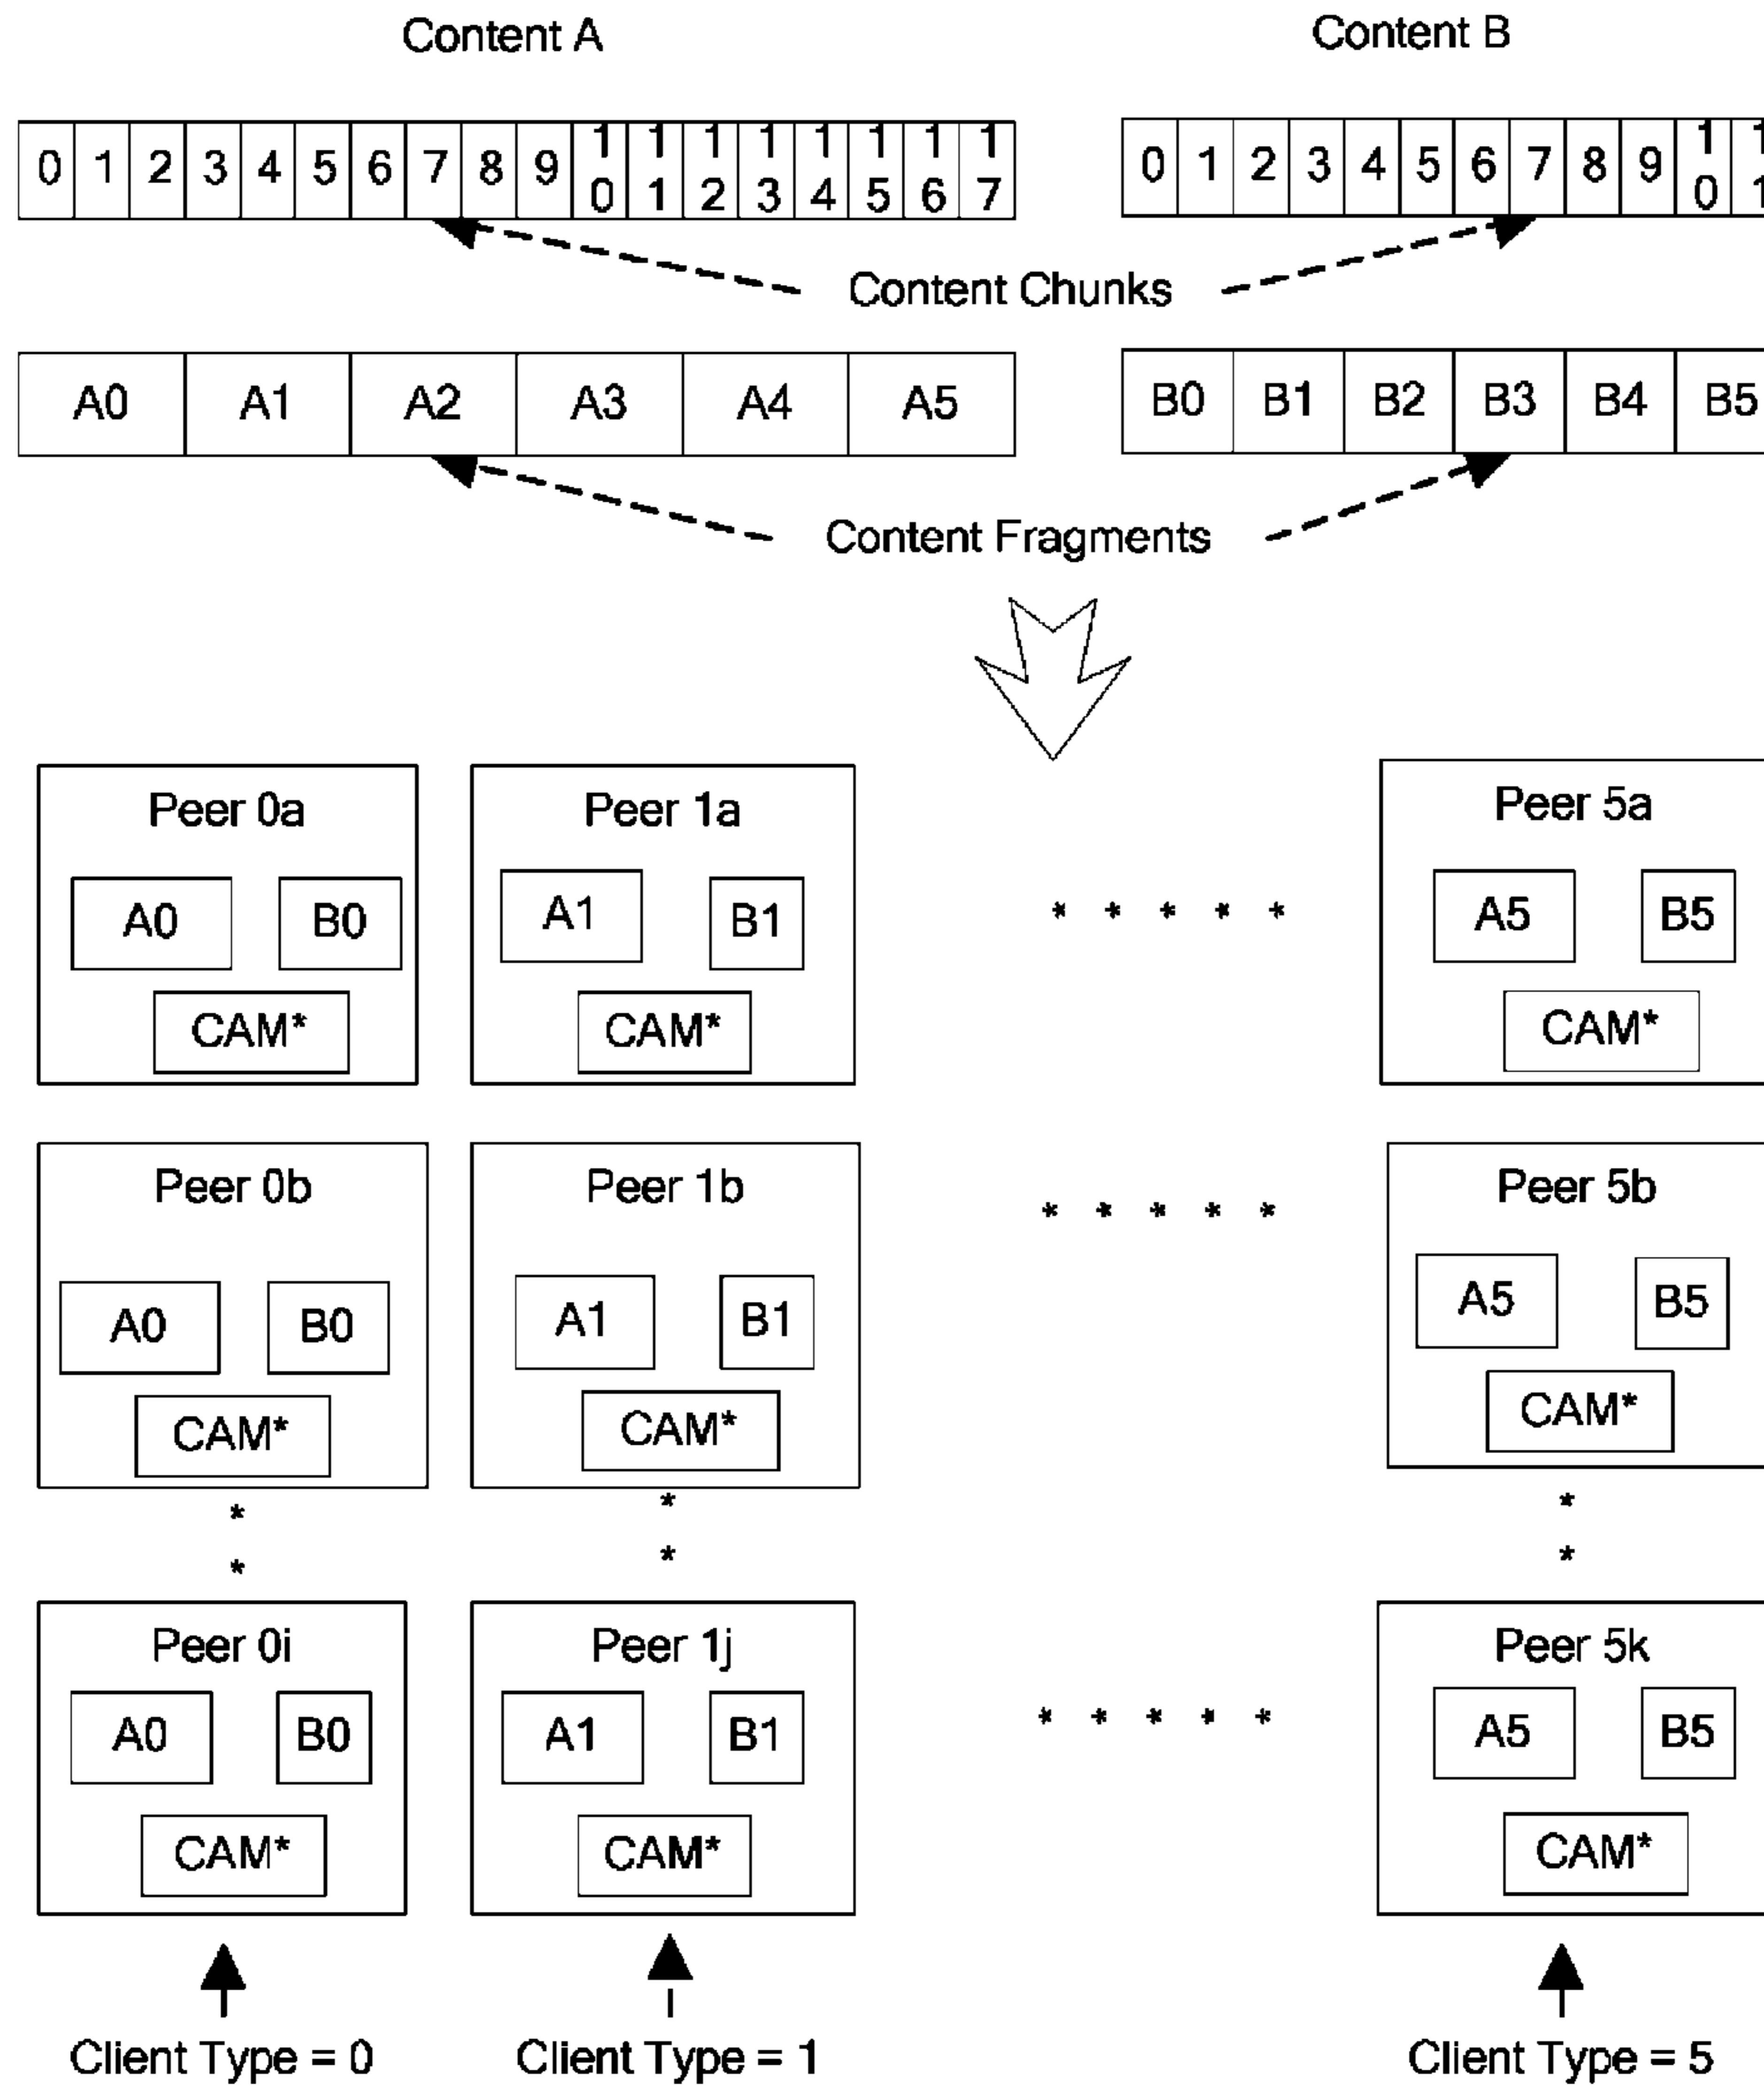 Content A Content B
0 1 2 3 4 5 6 7 8 9 10 11 12 13 14 15 16 17 0 1 2 3 4 5 6 7 8 9 10 11
Content Chunks
A0 A1 A2 A3 A4 A5 B0 B1 B2 B3 B4 B5
Content Fragments
Peer 0a Peer 1a Peer 5a
A0 B0 A1 B1 * * * * * A5 B5
CAM* CAM* CAM*
Peer 0b Peer 1b Peer 5b
* * * * *
A0 B0 A1 B1 A5 B5
CAM* CAM* CAM*
* * *
* * *
Peer 0i Peer 1j Peer 5k
A0 B0 A1 B1 * * * * * A5 B5
CAM* CAM* CAM*
Client Type = 0 Client Type = 1 Client Type = 5